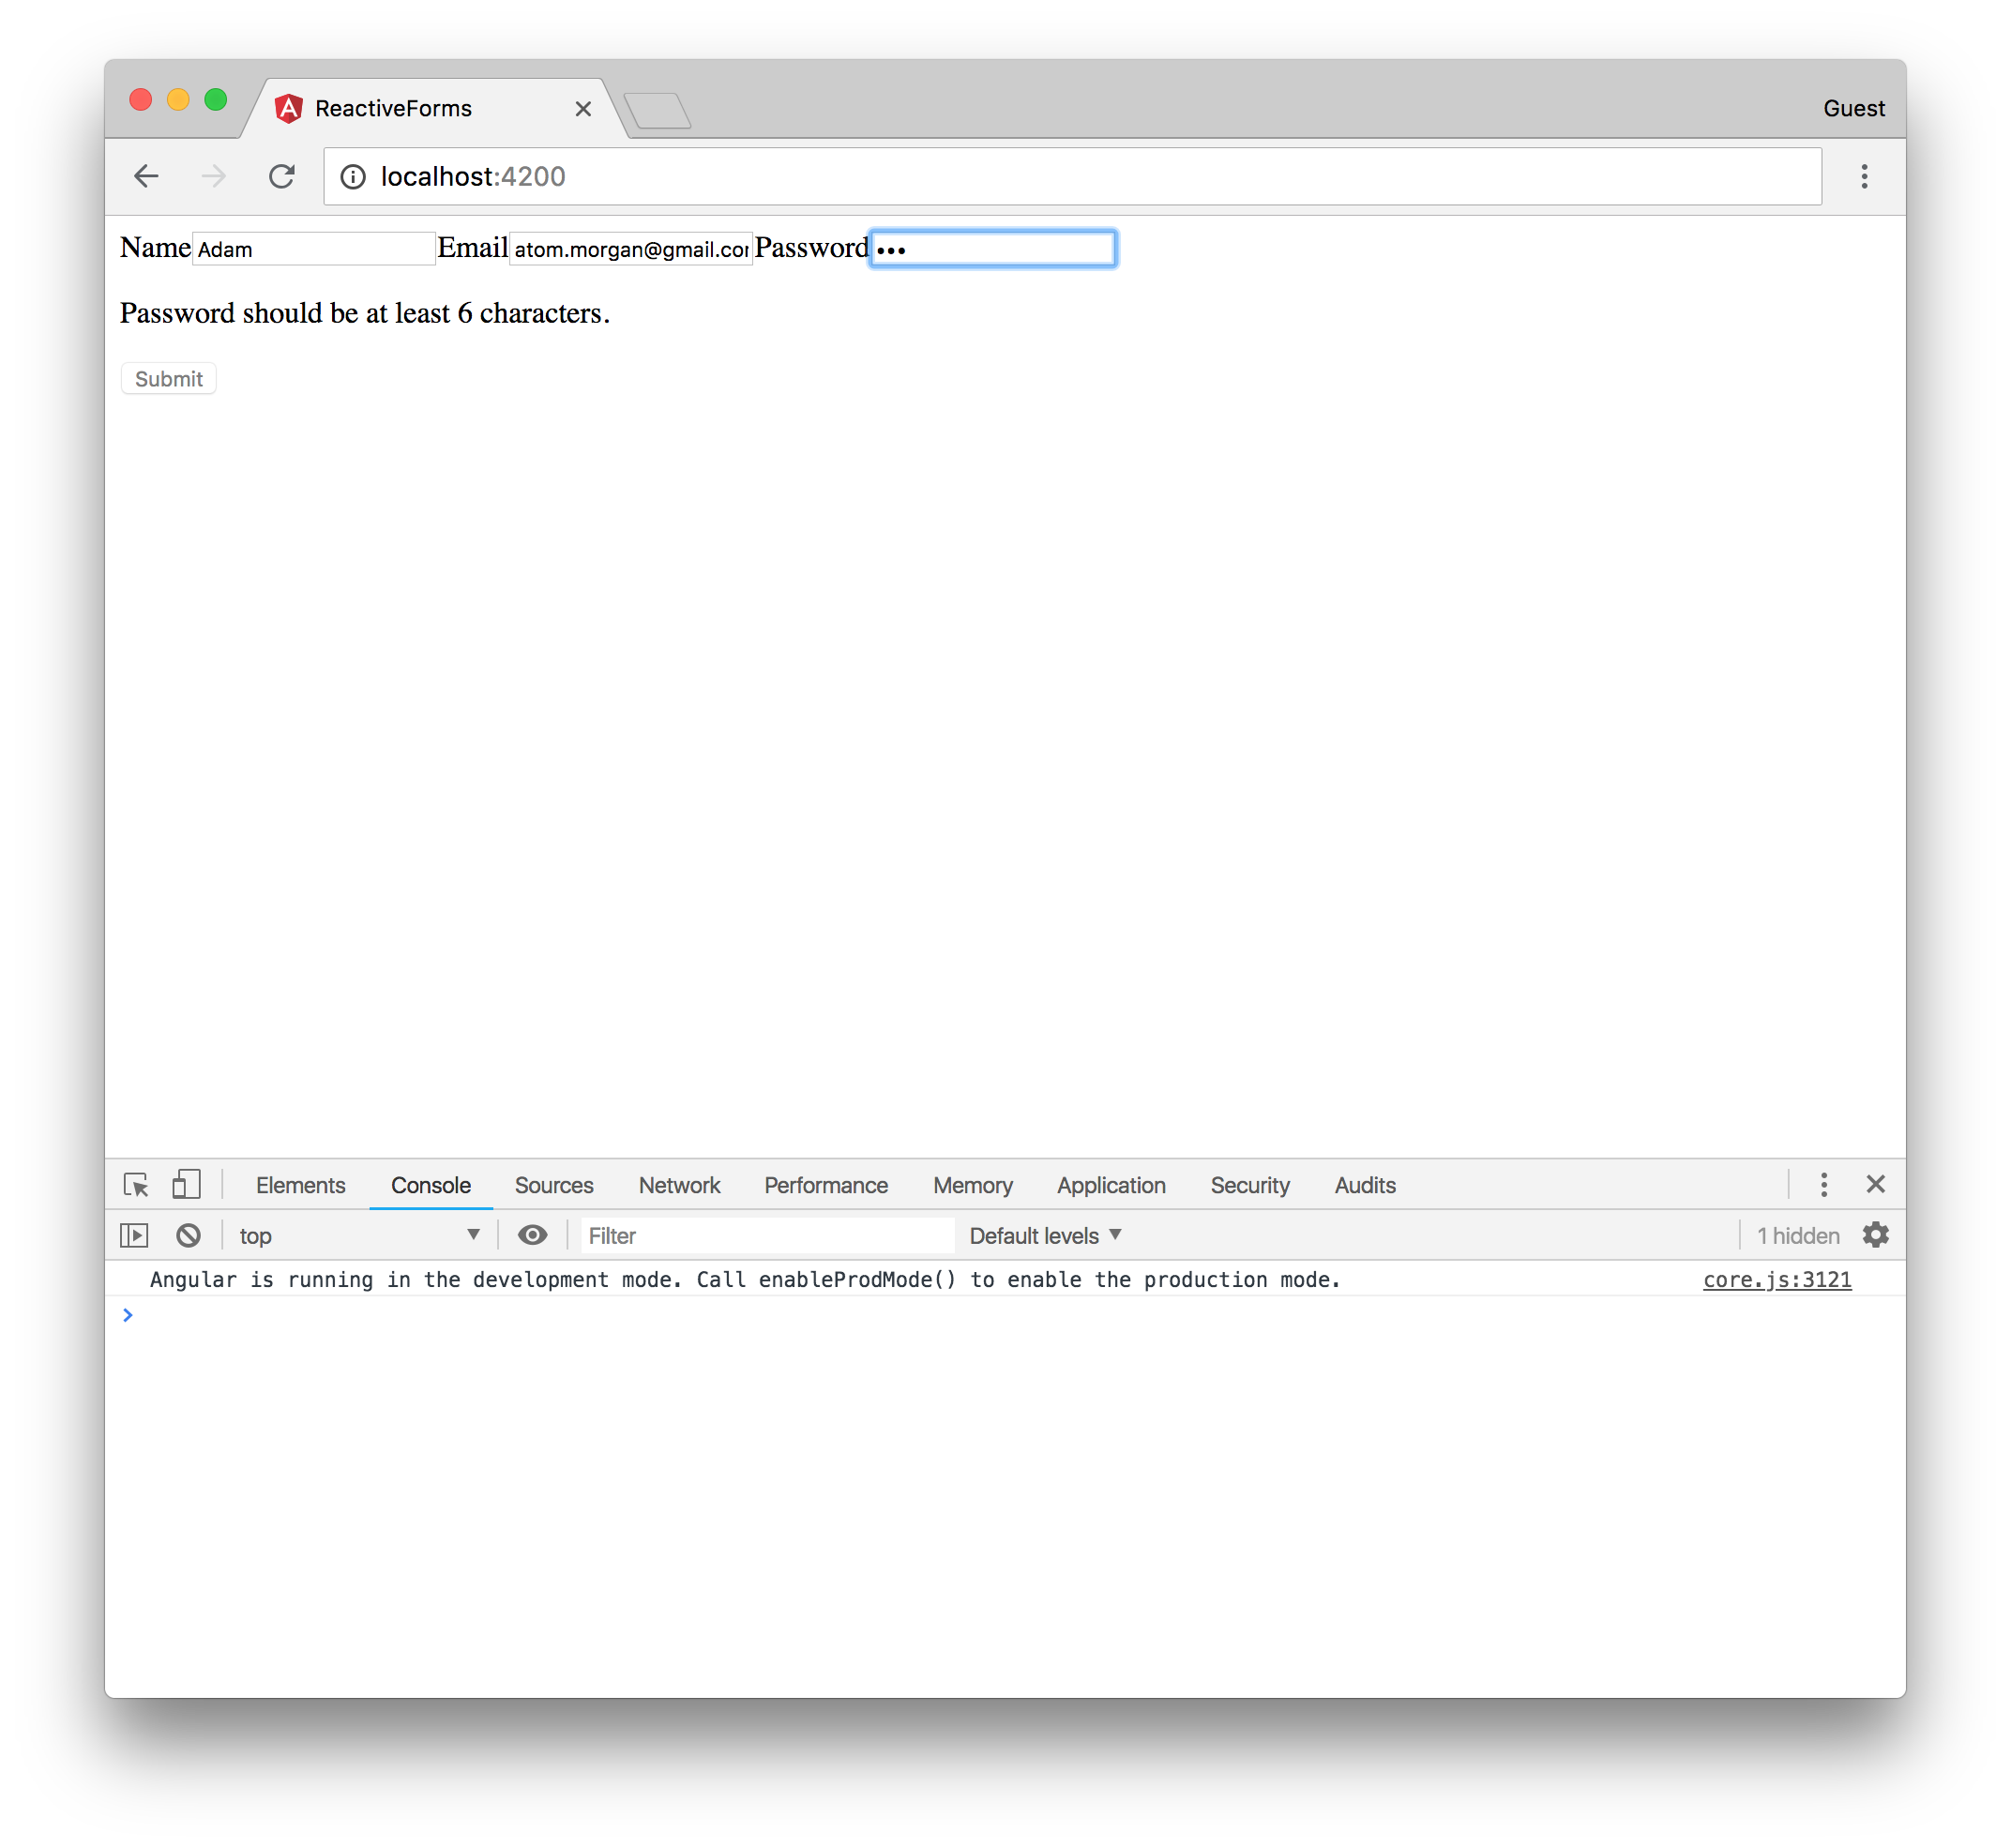 ReactiveForms
Guest
localhost:4200
Name Adam Email atom.morgan@gmail.cor Password •••
Password should be at least 6 characters.
Submit
Elements Console Sources Network Performance Memory Application Security Audits
top Filter Default levels 1 hidden
Angular is running in the development mode. Call enableProdMode() to enable the production mode. core.js:3121